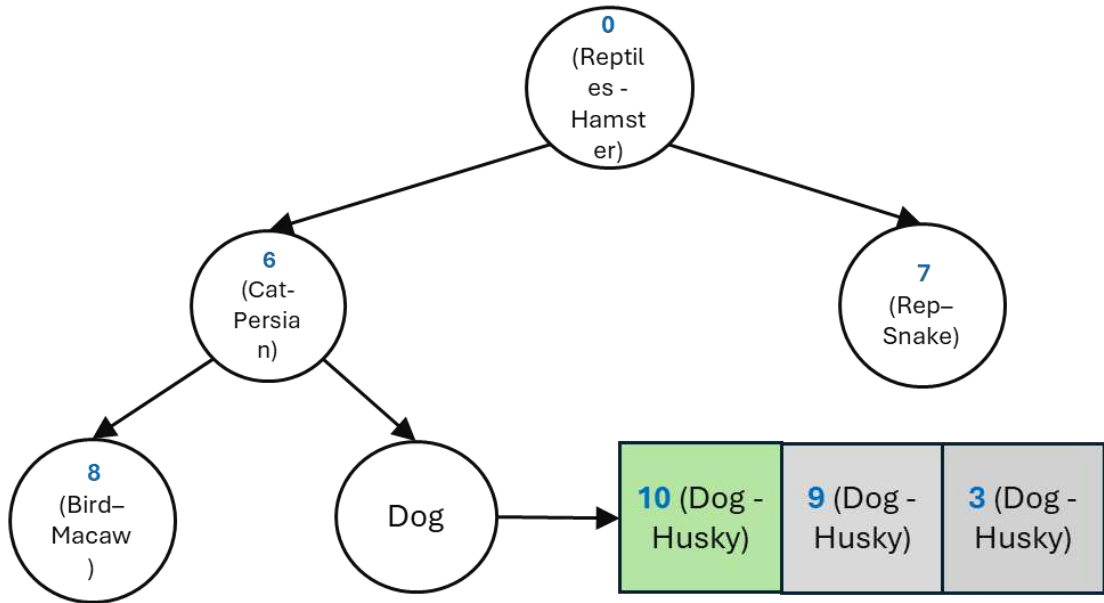 0
(Reptil
es -
Hamst
er)
6
(Cat-
Persia
n)
7
(Rep–
Snake)
8
(Bird–
Macaw
)
Dog
10 (Dog -
Husky)
9 (Dog -
Husky)
3 (Dog -
Husky)